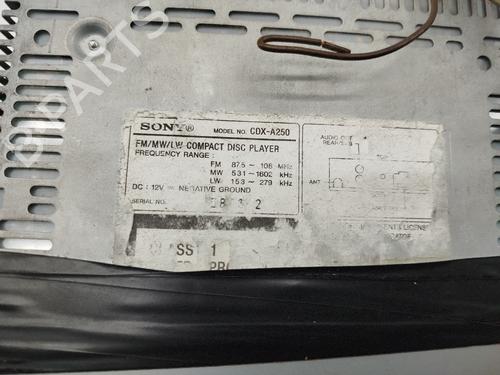 SONY®
MODEL NO. CDX-A250
FM/MW/LW COMPACT DISC PLAYER
FREQUENCY RANGE :
FM 87.5 – 108 MHz
MW 531 – 1602 kHz
LW 153 – 279 kHz
DC : 12V NEGATIVE GROUND
SERIAL NO.
AUDIO OUT
REAR
ANT
CLASS 1